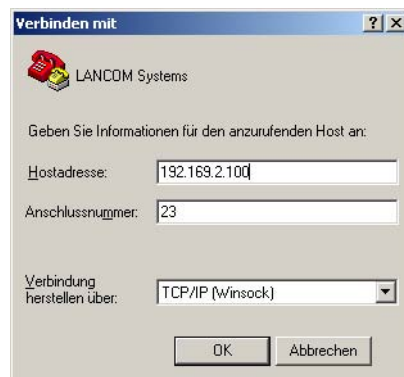 Verbinden mit
LANCOM Systems
Geben Sie Informationen für den anzurufenden Host an:
Hostadresse: 192.169.2.100
Anschlussnummer: 23
Verbindung
herstellen über: TCP/IP (Winsock)
OK Abbrechen